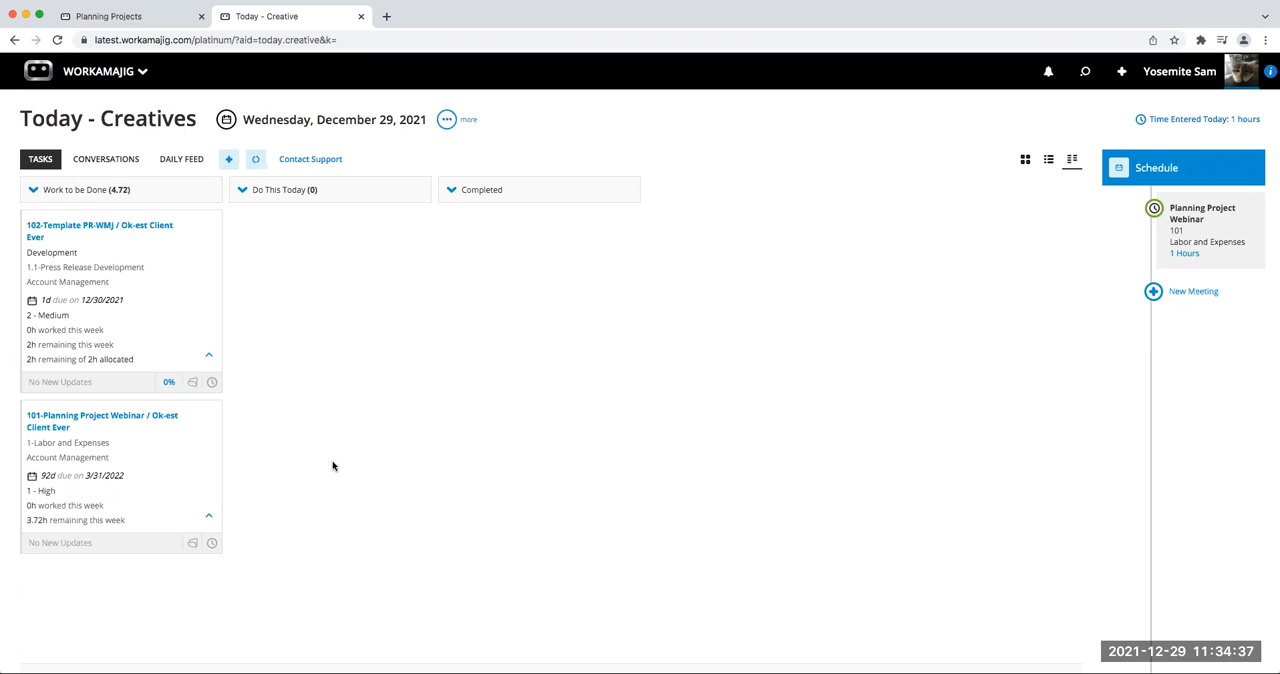 Planning Projects
Today - Creative
latest.workamajig.com/platinum/?aid=today.creative&k=
WORKAMAJIG
Yosemite Sam
Today - Creatives
Wednesday, December 29, 2021
more
Time Entered Today: 1 hours
TASKS CONVERSATIONS DAILY FEED Contact Support
Work to be Done (4.72)
Do This Today (0)
Completed
102-Template PR-WMJ / Ok-est Client
Ever
Development
1.1-Press Release Development
Account Management
1d due on 12/30/2021
2 - Medium
0h worked this week
2h remaining this week
2h remaining of 2h allocated
No New Updates 0%
101-Planning Project Webinar / Ok-est
Client Ever
1-Labor and Expenses
Account Management
92d due on 3/31/2022
1 - High
0h worked this week
3.72h remaining this week
No New Updates
Schedule
Planning Project
Webinar
101
Labor and Expenses
1 Hours
New Meeting
2021-12-29 11:34:37